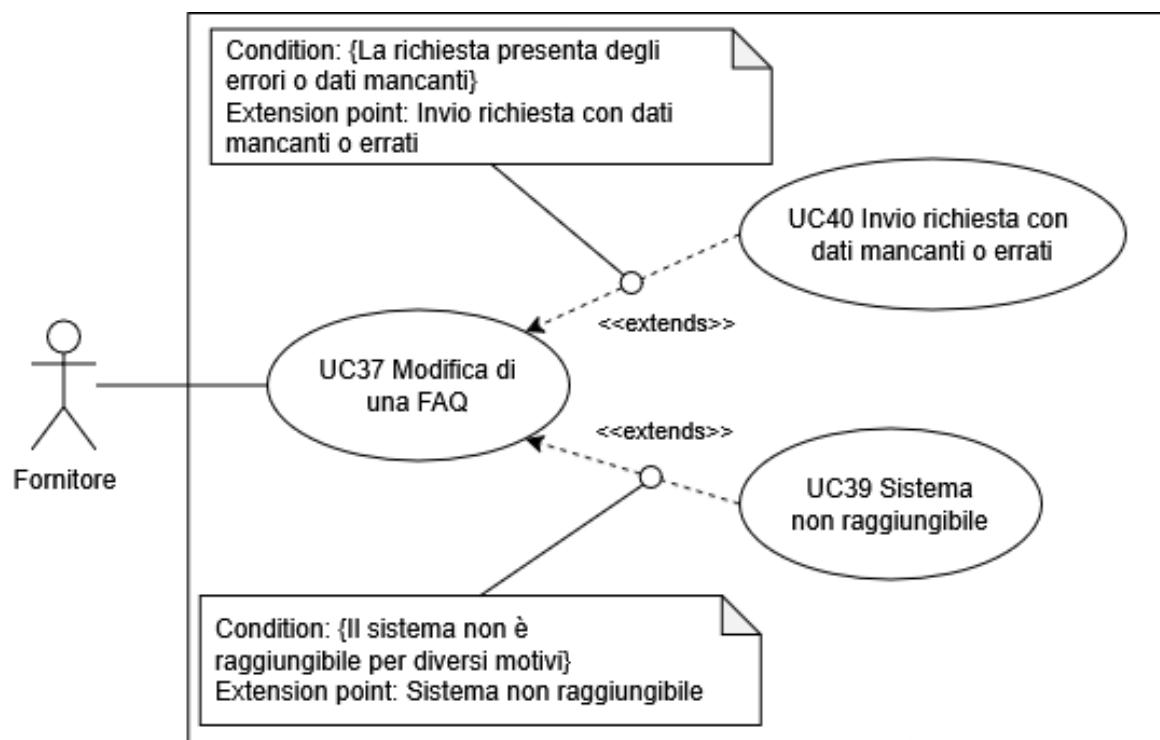 Condition: {La richiesta presenta degli
errori o dati mancanti}
Extension point: Invio richiesta con dati
mancanti o errati
UC40 Invio richiesta con
dati mancanti o errati
<<extends>>
UC37 Modifica di
una FAQ
Fornitore
<<extends>>
UC39 Sistema
non raggiungibile
Condition: {Il sistema non è
raggiungibile per diversi motivi}
Extension point: Sistema non raggiungibile